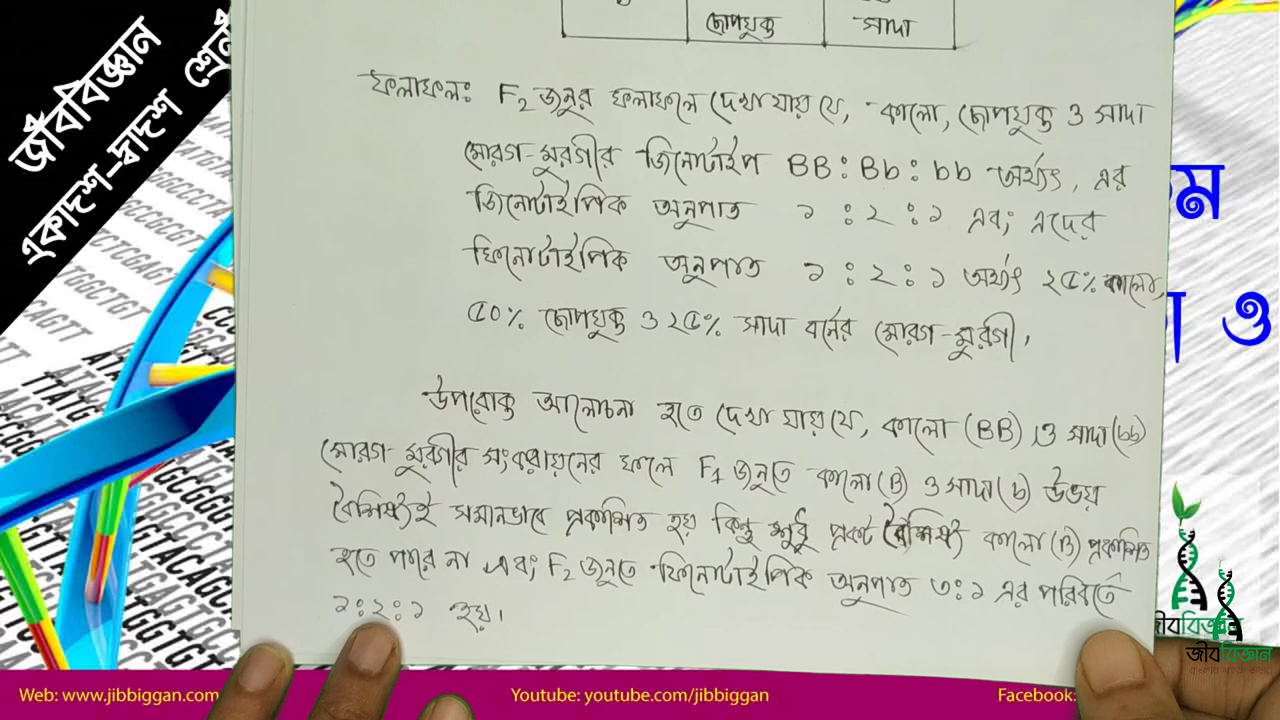 জীববিজ্ঞান
একাদশ-দ্বাদশ শ্রেনী
ছোপযুক্ত
সাদা
ফলাফলঃ F₂ জনুর ফলাফলে দেখা যায় যে, কালো, ছোপযুক্ত ও সাদা
মোরগ-মুরগীর জিনোটাইপ BB : Bb : bb অর্থাৎ, এর
জিনোটাইপিক অনুপাত ১ : ২ : ১ এবং এদের
ফিনোটাইপিক অনুপাত ১ : ২ : ১ অর্থাৎ ২৫% কালো,
৫০% ছোপযুক্ত ও ২৫% সাদা বর্নের মোরগ-মুরগী।
উপরোক্ত আলোচনা হতে দেখা যায় যে, কালো (BB) ও সাদা (bb)
মোরগ-মুরগীর সংকরায়নের ফলে F₁ জনুতে কালো (B) ও সাদা (b) উভয়
বৈশিষ্ট্যই সমানভাবে প্রকাশিত হয় কিন্তু শুধু প্রকট বৈশিষ্ট্য কালো (B) প্রকাশিত
হতে পারে না এবং F₂ জনুতে ফিনোটাইপিক অনুপাত ৩ঃ১ এর পরিবর্তে
১ঃ২ঃ১ হয়।
ও
জীববিজ্ঞান
জীববিজ্ঞান
Web: www.jibbiggan.com
Youtube: youtube.com/jibbiggan
Facebook: